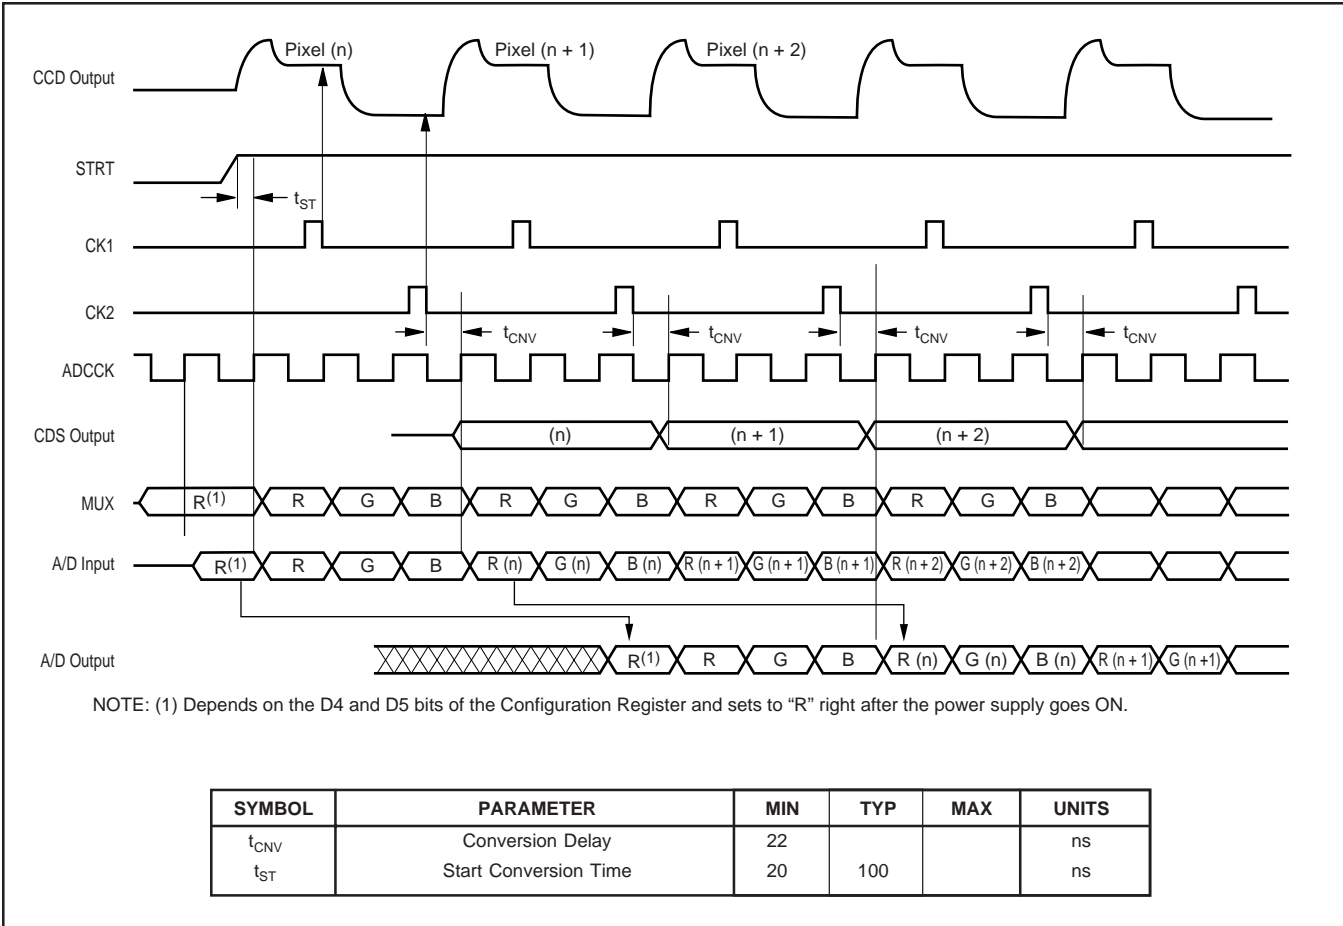 Pixel (n) Pixel (n + 1) Pixel (n + 2)
CCD Output
STRT
tST
CK1
CK2
tCNV tCNV tCNV tCNV
ADCCK
CDS Output (n) (n + 1) (n + 2)
MUX R(1) R G B R G B R G B R G B
A/D Input R(1) R G B R (n) G (n) B (n) R (n + 1) G (n + 1) B (n + 1) R (n + 2) G (n + 2) B (n + 2)
A/D Output R(1) R G B R (n) G (n) B (n) R (n + 1) G (n +1)
NOTE: (1) Depends on the D4 and D5 bits of the Configuration Register and sets to “R” right after the power supply goes ON.
SYMBOL PARAMETER MIN TYP MAX UNITS
tCNV Conversion Delay 22 ns
tST Start Conversion Time 20 100 ns